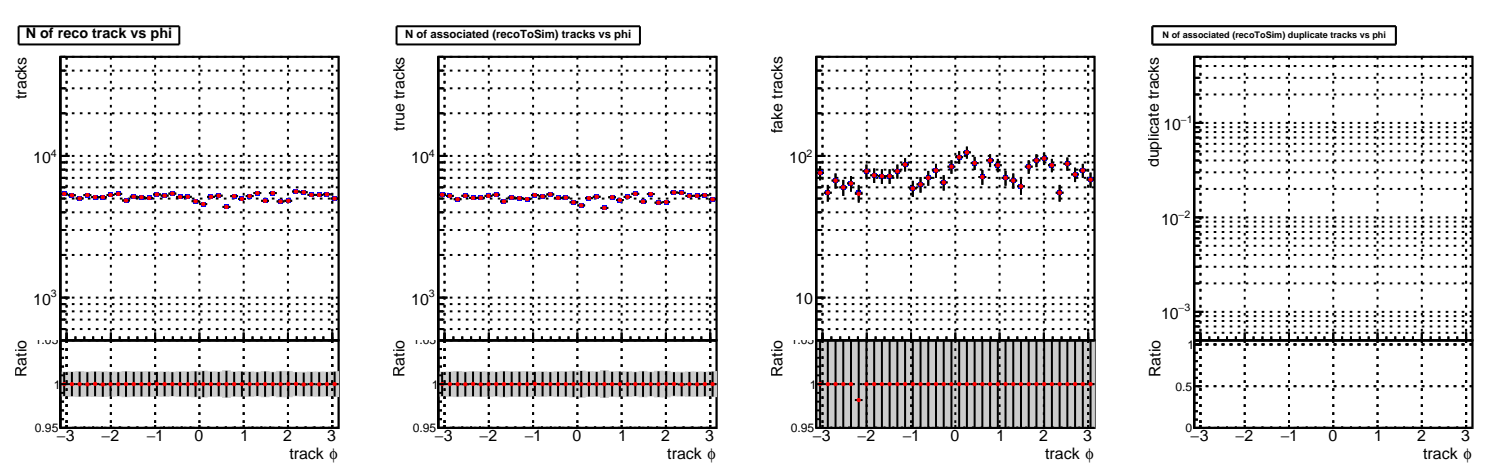 N of reco track vs phi
N of associated (recoToSim) tracks vs phi
N of associated (recoToSim) duplicate tracks vs phi
tracks
10⁴
10³
Ratio
1
0.95
−3 −2 −1 0 1 2 3
track ϕ
true tracks
10⁴
10³
Ratio
1
0.95
−3 −2 −1 0 1 2 3
track ϕ
fake tracks
10²
10
Ratio
1
0.95
−3 −2 −1 0 1 2 3
track ϕ
duplicate tracks
10⁻¹
10⁻²
10⁻³
Ratio
1
0.5
0
−3 −2 −1 0 1 2 3
track ϕ